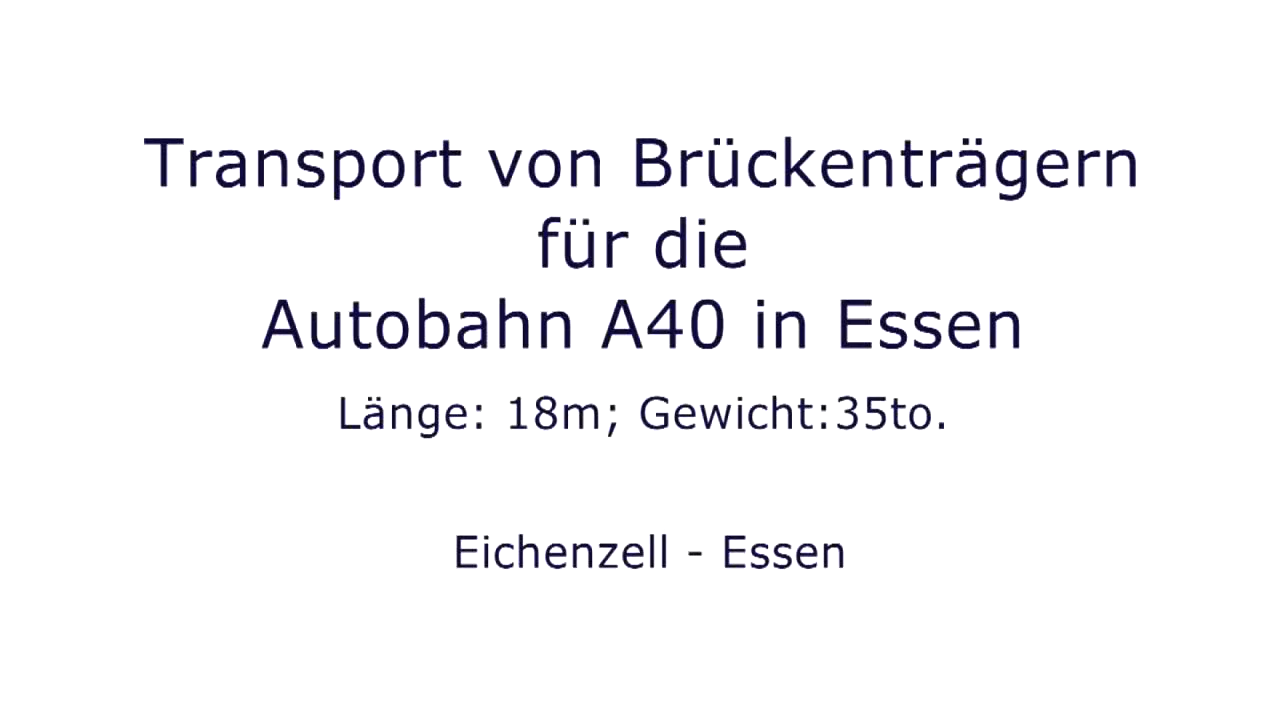 Transport von Brückenträgern
für die
Autobahn A40 in Essen
Länge: 18m; Gewicht:35to.
Eichenzell - Essen